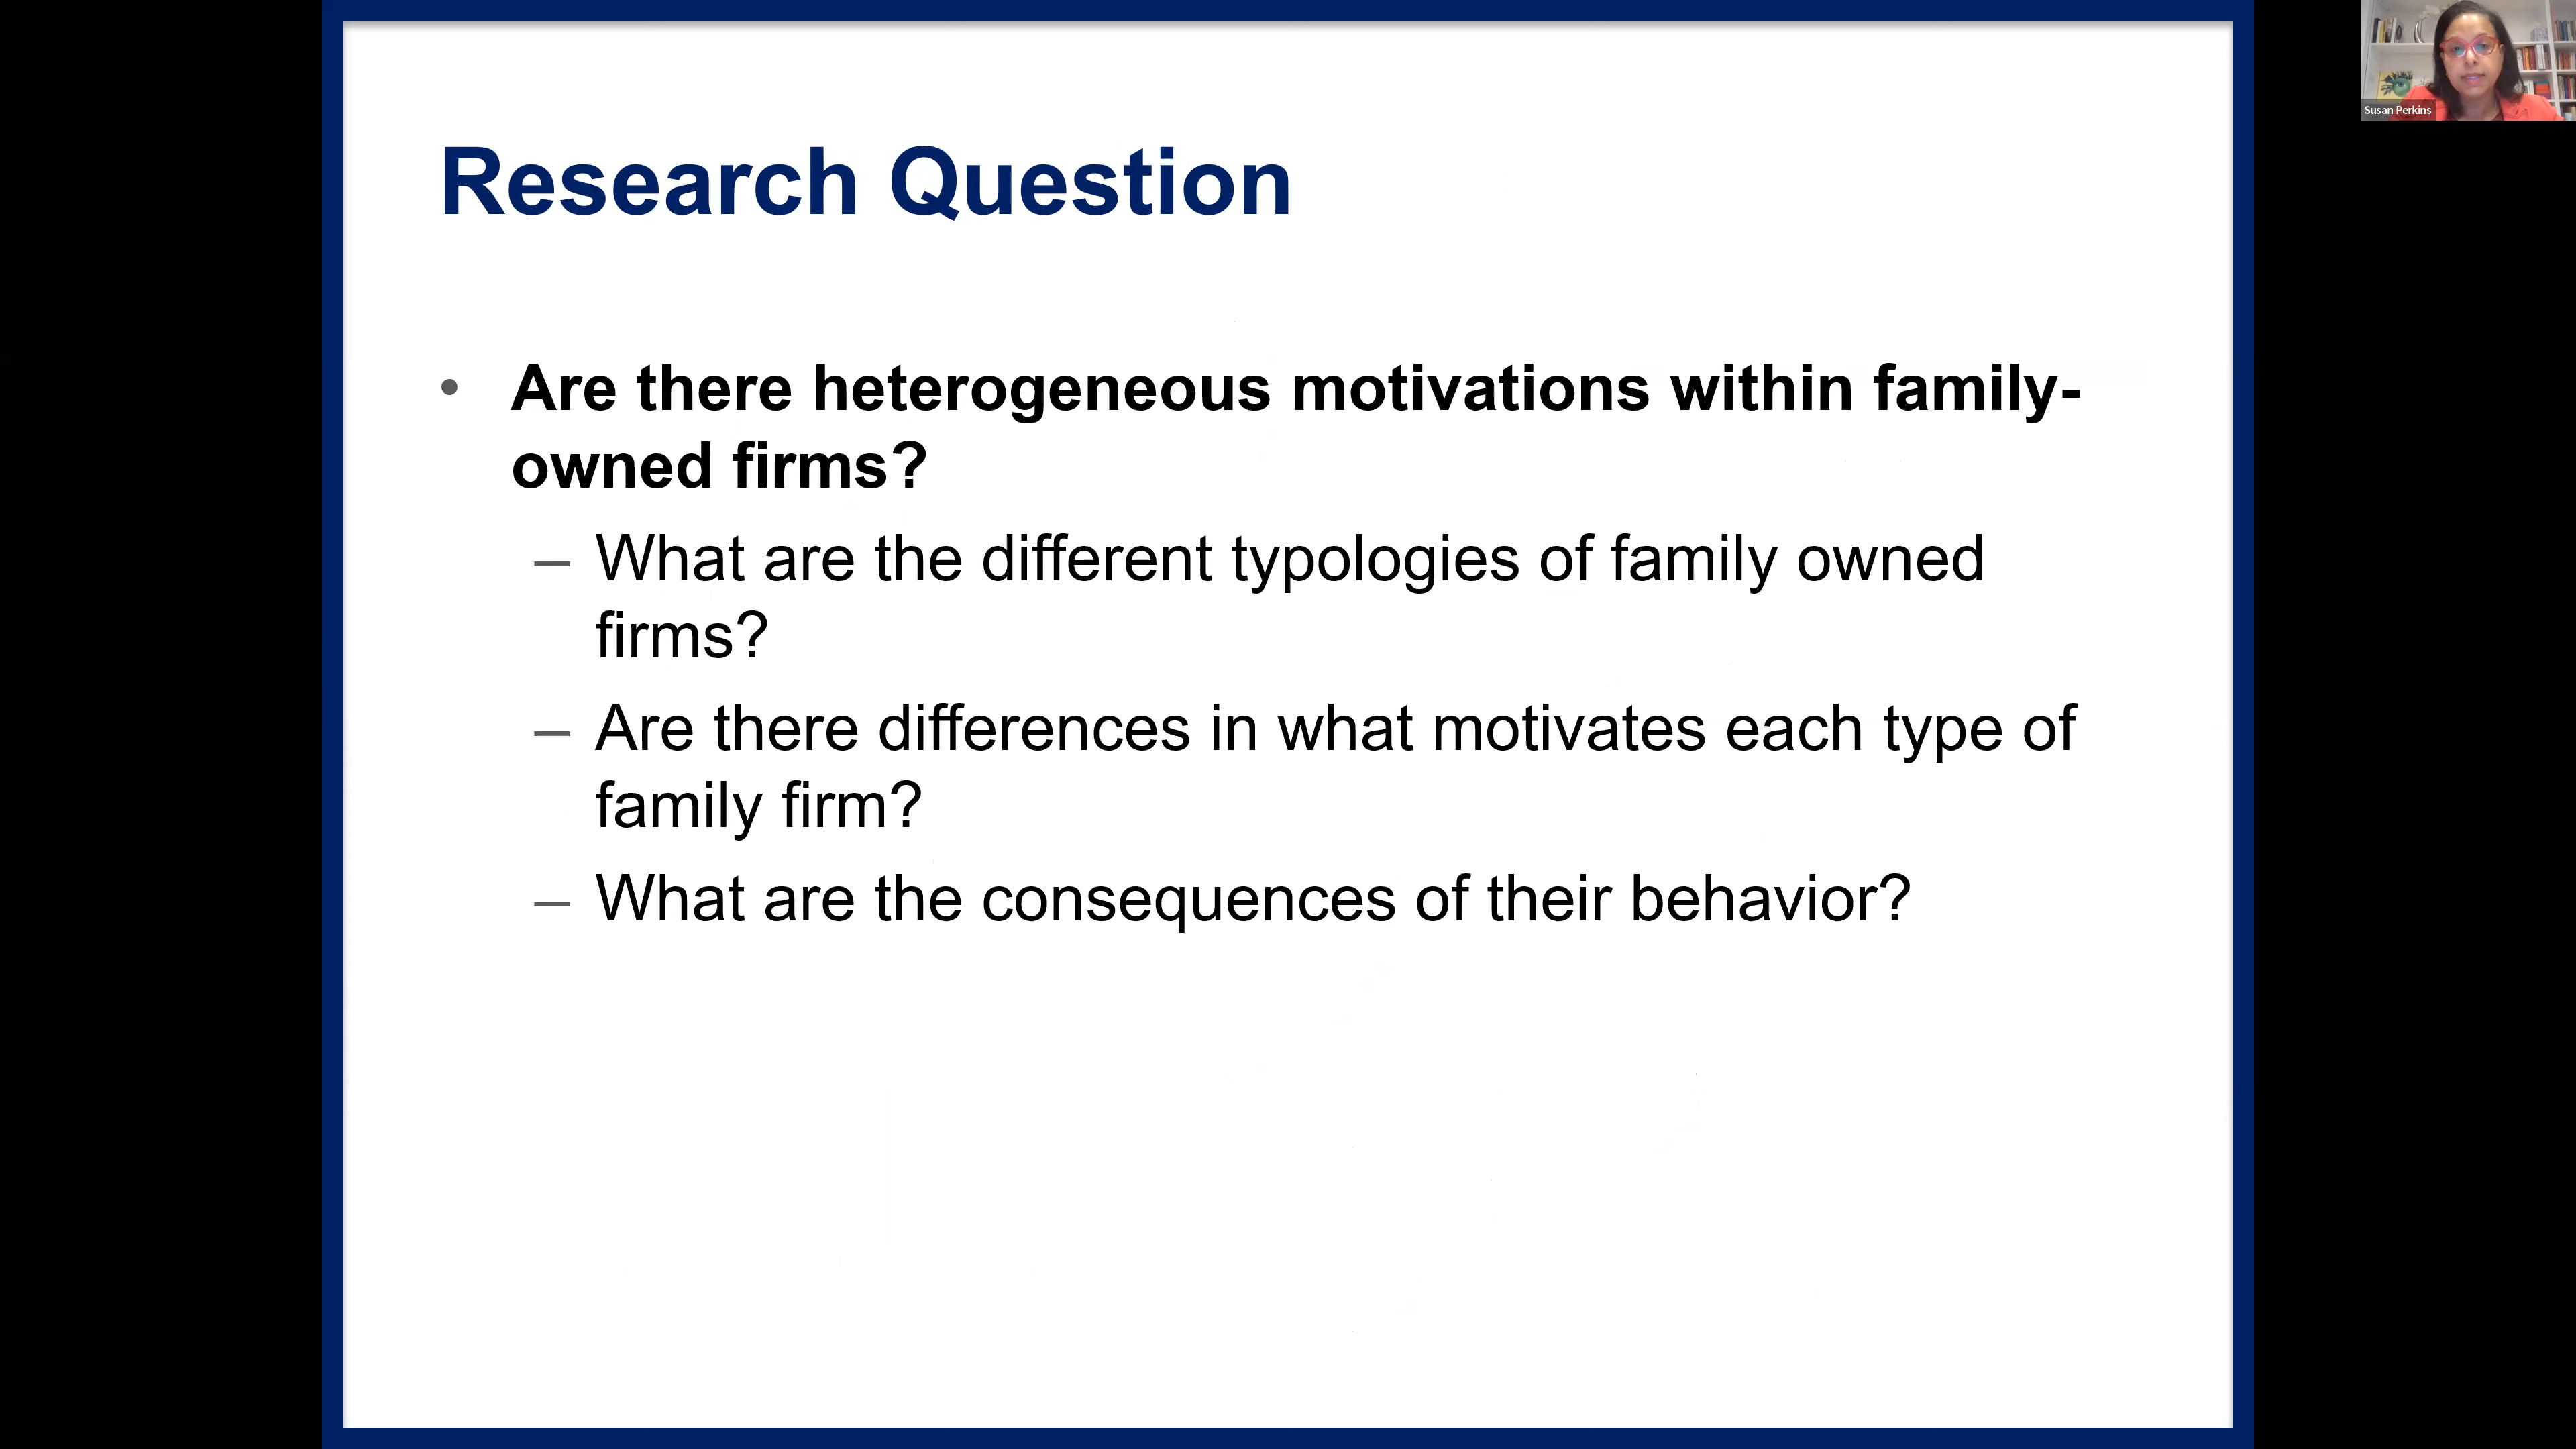 Research Question
• Are there heterogeneous motivations within family-
owned firms?
– What are the different typologies of family owned
firms?
– Are there differences in what motivates each type of
family firm?
– What are the consequences of their behavior?
Susan Perkins